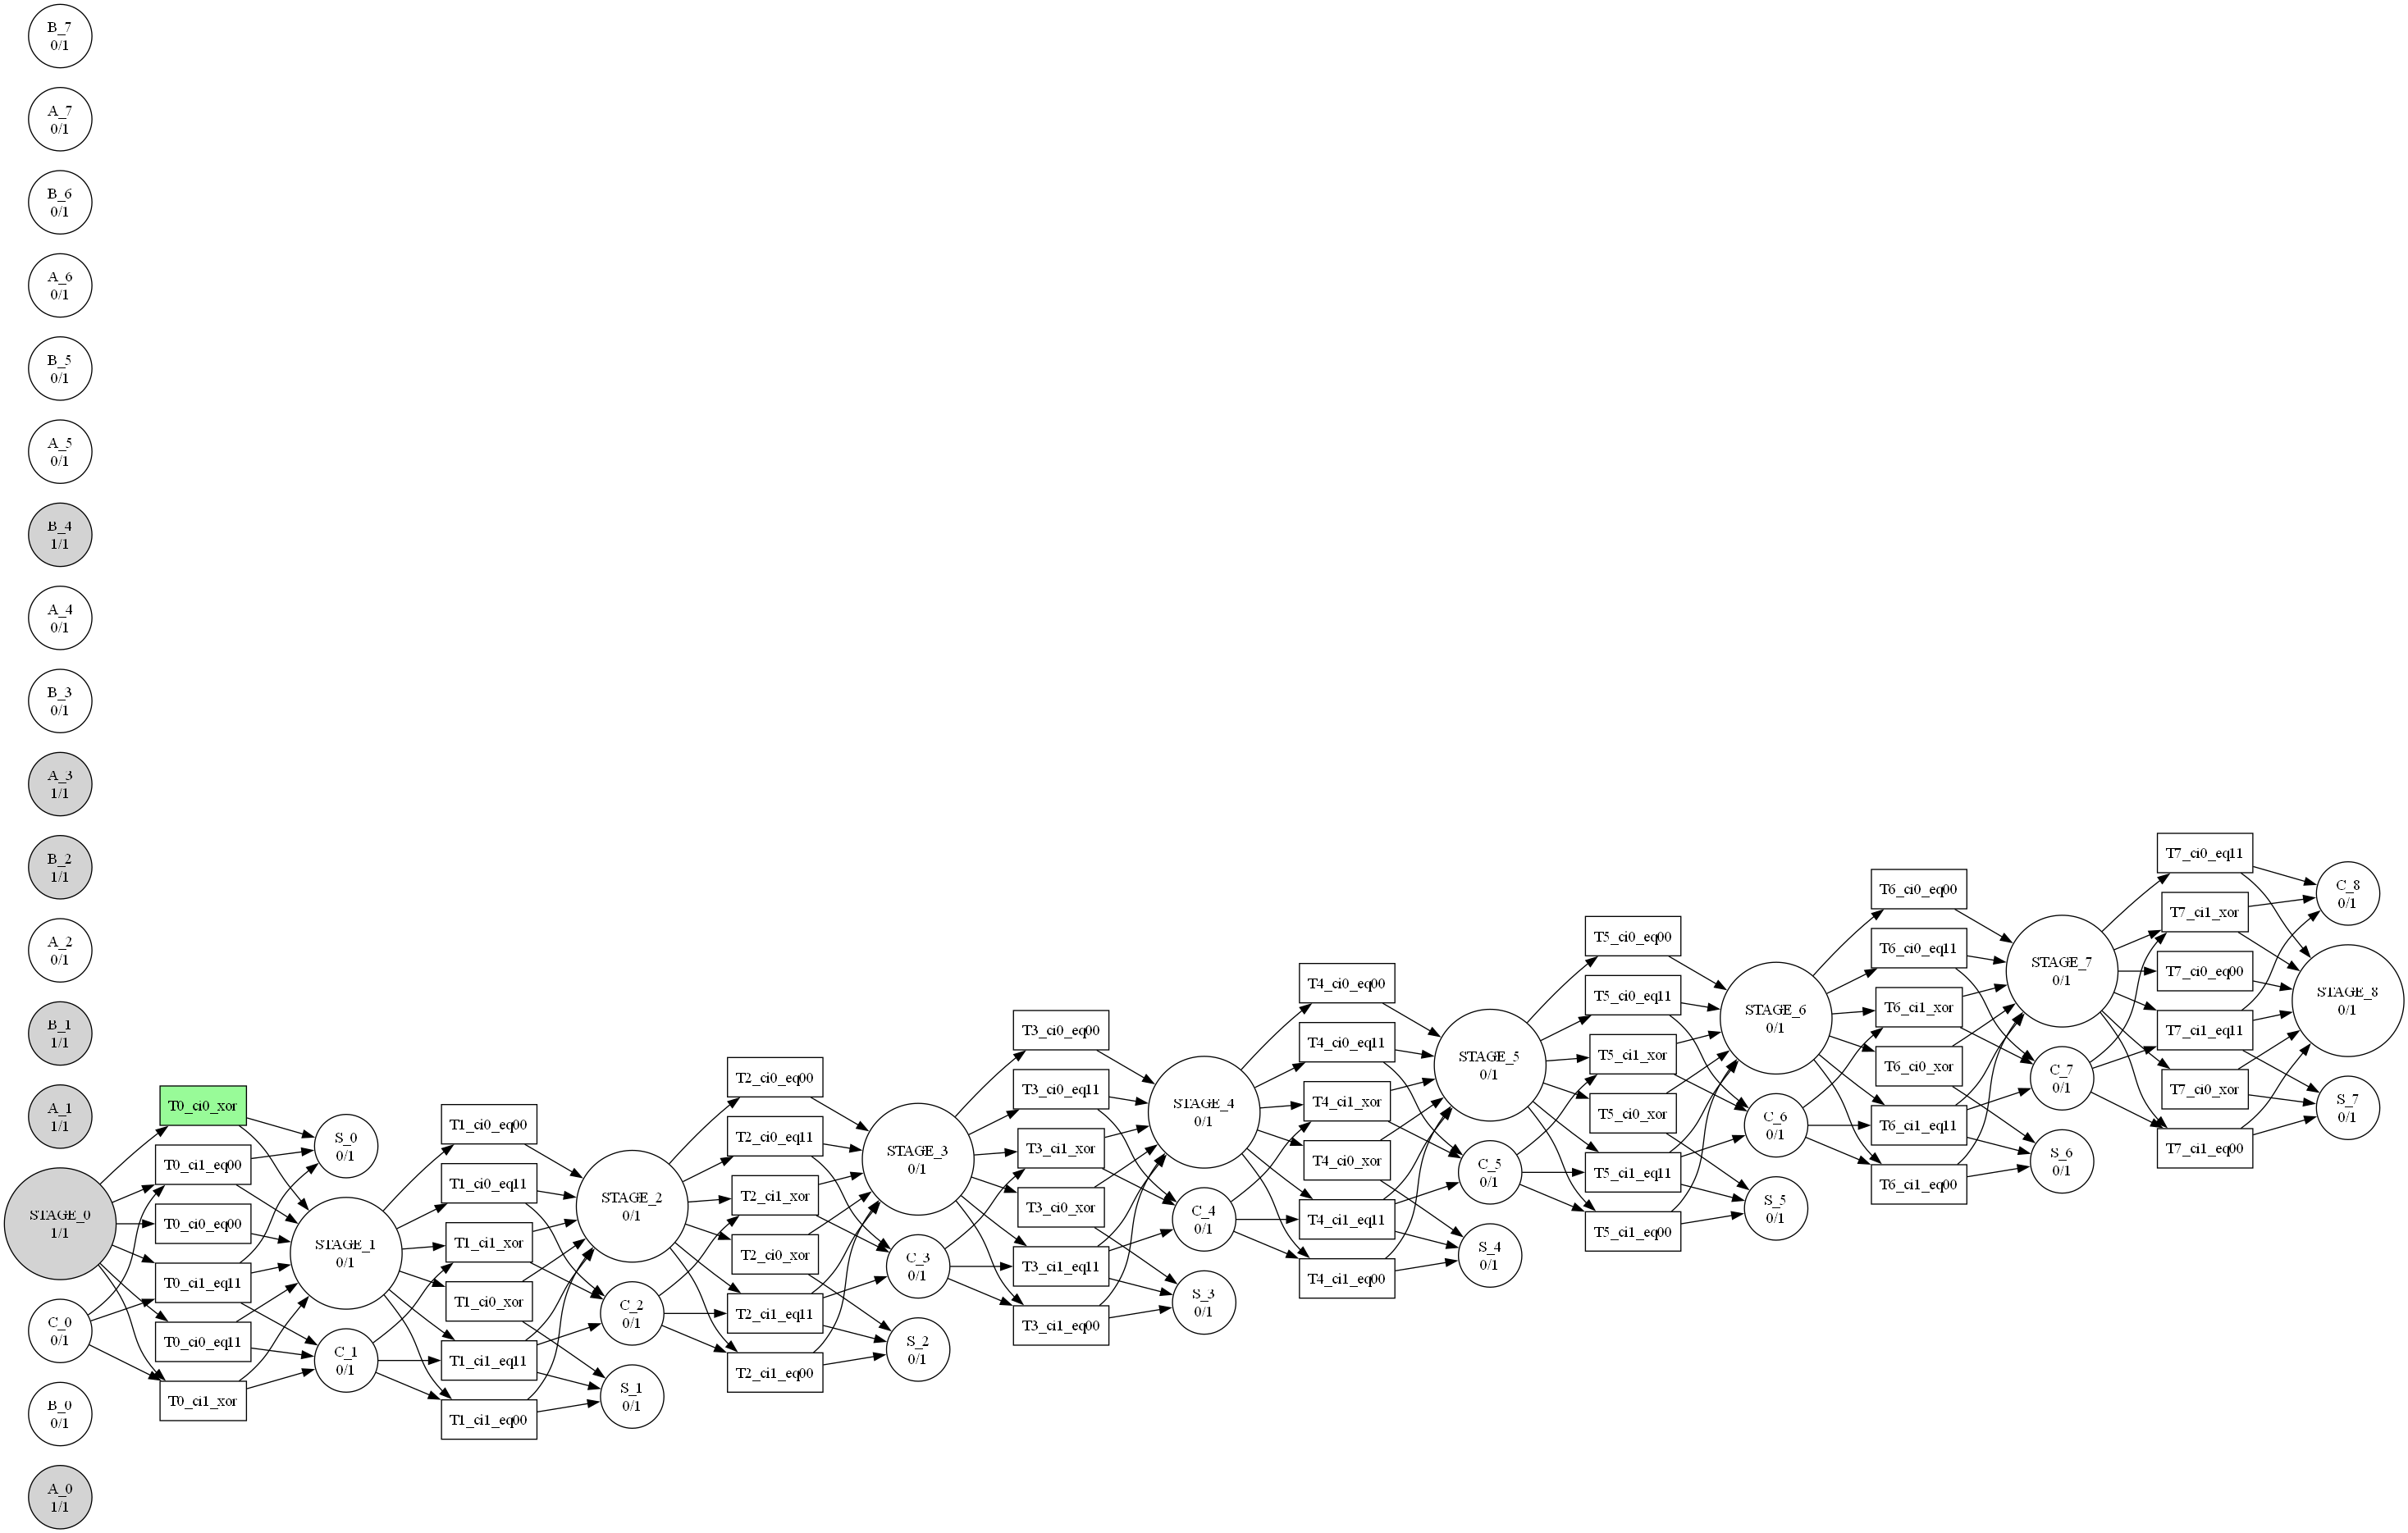 B_7
0/1
A_7
0/1
B_6
0/1
A_6
0/1
B_5
0/1
A_5
0/1
B_4
1/1
A_4
0/1
B_3
0/1
A_3
1/1
B_2
1/1
A_2
0/1
B_1
1/1
A_1
1/1
STAGE_0
1/1
C_0
0/1
B_0
0/1
A_0
1/1
T0_ci0_xor
T0_ci1_eq00
T0_ci0_eq00
T0_ci1_eq11
T0_ci0_eq11
T0_ci1_xor
S_0
0/1
STAGE_1
0/1
C_1
0/1
T1_ci0_eq00
T1_ci0_eq11
T1_ci1_xor
T1_ci0_xor
T1_ci1_eq11
T1_ci1_eq00
STAGE_2
0/1
C_2
0/1
S_1
0/1
T2_ci0_eq00
T2_ci0_eq11
T2_ci1_xor
T2_ci0_xor
T2_ci1_eq11
T2_ci1_eq00
STAGE_3
0/1
C_3
0/1
S_2
0/1
T3_ci0_eq00
T3_ci0_eq11
T3_ci1_xor
T3_ci0_xor
T3_ci1_eq11
T3_ci1_eq00
STAGE_4
0/1
C_4
0/1
S_3
0/1
T4_ci0_eq00
T4_ci0_eq11
T4_ci1_xor
T4_ci0_xor
T4_ci1_eq11
T4_ci1_eq00
STAGE_5
0/1
C_5
0/1
S_4
0/1
T5_ci0_eq00
T5_ci0_eq11
T5_ci1_xor
T5_ci0_xor
T5_ci1_eq11
T5_ci1_eq00
STAGE_6
0/1
C_6
0/1
S_5
0/1
T6_ci0_eq00
T6_ci0_eq11
T6_ci1_xor
T6_ci0_xor
T6_ci1_eq11
T6_ci1_eq00
STAGE_7
0/1
C_7
0/1
S_6
0/1
T7_ci0_eq11
T7_ci1_xor
T7_ci0_eq00
T7_ci1_eq11
T7_ci0_xor
T7_ci1_eq00
C_8
0/1
STAGE_8
0/1
S_7
0/1